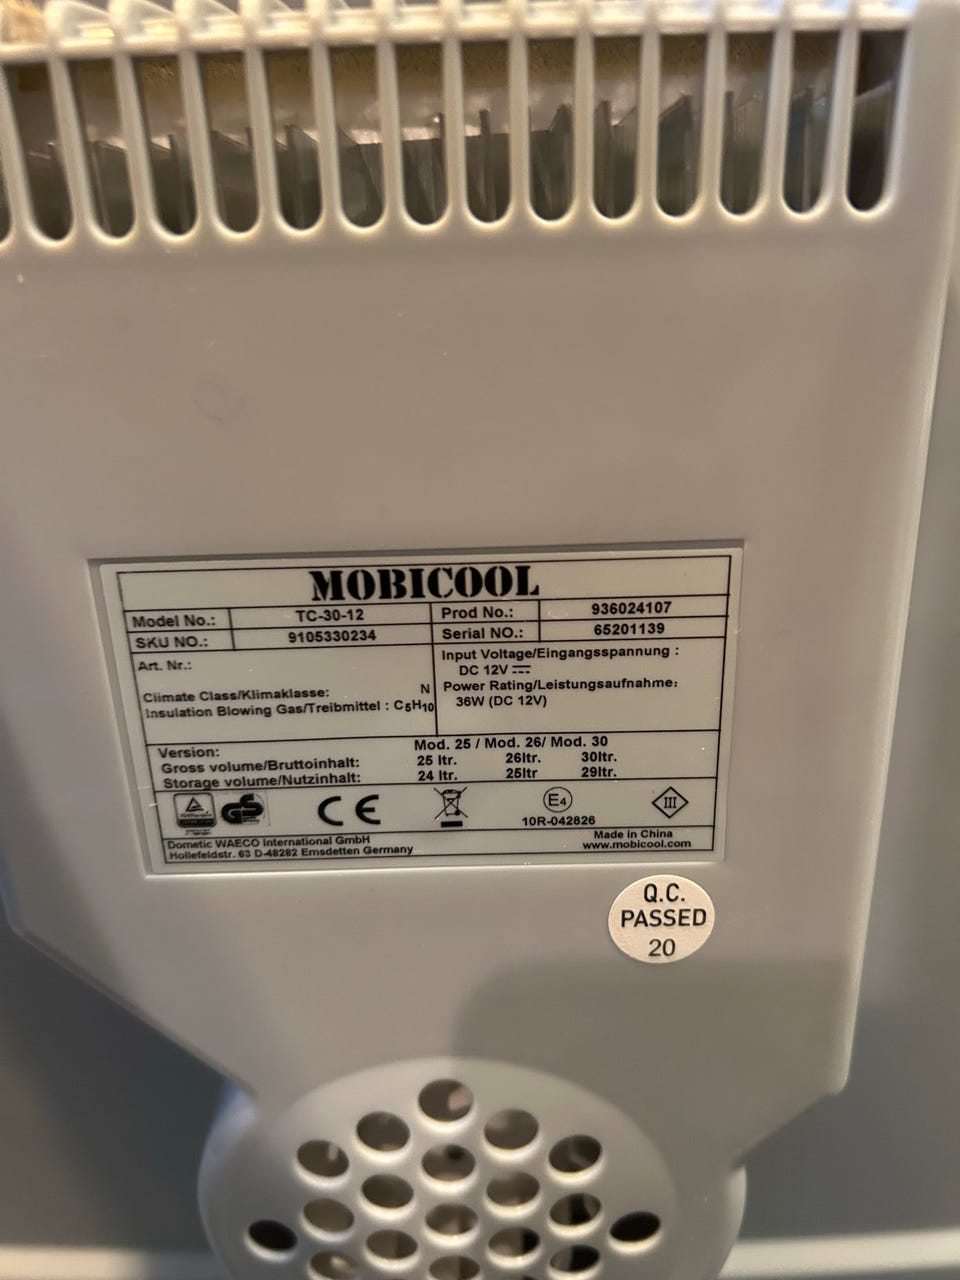 MOBICOOL
Model No.: TC-30-12 Prod No.: 936024107
SKU NO.: 9105330234 Serial NO.: 65201139
Art. Nr.:
Climate Class/Klimaklasse: N
Insulation Blowing Gas/Treibmittel : C5H10
Input Voltage/Eingangsspannung :
DC 12V
Power Rating/Leistungsaufnahme:
36W (DC 12V)
Version: Mod. 25 / Mod. 26/ Mod. 30
Gross volume/Bruttoinhalt: 25 ltr. 26ltr. 30ltr.
Storage volume/Nutzinhalt: 24 ltr. 25ltr 29ltr.
GS CE E4 III
10R-042826
Dometic WAECO International GmbH
Hollefeldstr. 63 D-48282 Emsdetten Germany
Made in China
www.mobicool.com
Q.C.
PASSED
20